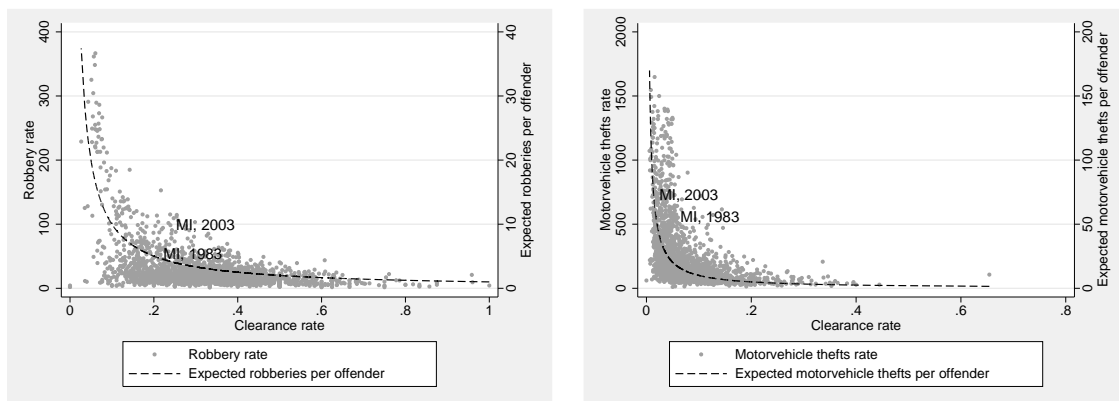 400
300
200
100
0
Robbery rate
40
30
20
10
0
Expected robberies per offender
MI, 2003
MI, 1983
0 .2 .4 .6 .8 1
Clearance rate
Robbery rate
Expected robberies per offender
2000
1500
1000
500
0
Motorvehicle thefts rate
200
150
100
50
0
Expected motorvehicle thefts per offender
MI, 2003
MI, 1983
0 .2 .4 .6 .8
Clearance rate
Motorvehicle thefts rate
Expected motorvehicle thefts per offender